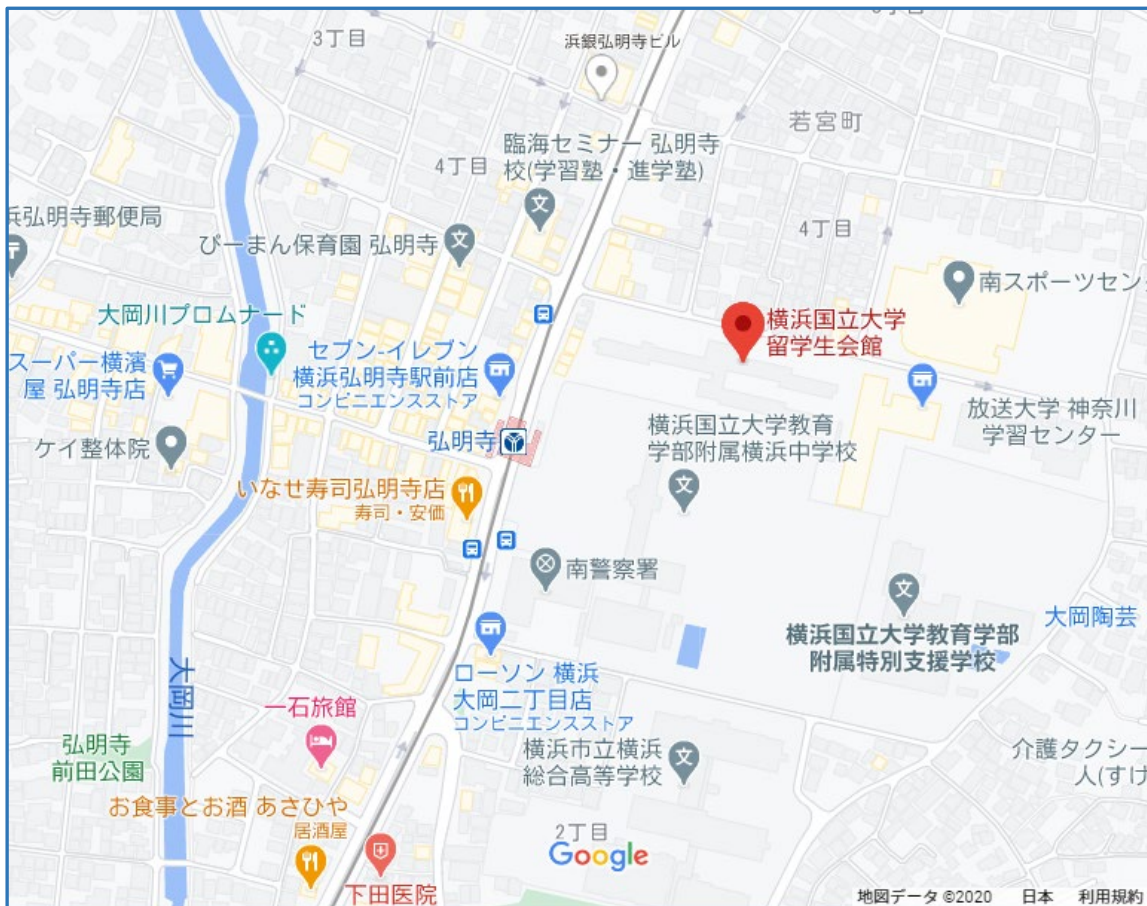 3丁目
浜銀弘明寺ビル
若宮町
臨海セミナー 弘明寺
校(学習塾・進学塾)
4丁目
浜弘明寺郵便局
ぴーまん保育園 弘明寺
4丁目
南スポーツセン
大岡川プロムナード
横浜国立大学
留学生会館
スーパー横濱
屋 弘明寺店
セブン-イレブン
横浜弘明寺駅前店
コンビニエンスストア
放送大学 神奈川
学習センター
ケイ整体院
弘明寺
横浜国立大学教育
学部附属横浜中学校
いなせ寿司弘明寺店
寿司・安価
南警察署
大岡陶芸
横浜国立大学教育学部
附属特別支援学校
大岡川
ローソン 横浜
大岡二丁目店
コンビニエンスストア
一石旅館
弘明寺
前田公園
横浜市立横浜
総合高等学校
介護タクシー
人(すけ
お食事とお酒 あさひや
居酒屋
2丁目
Google
下田医院
地図データ ©2020 日本 利用規約